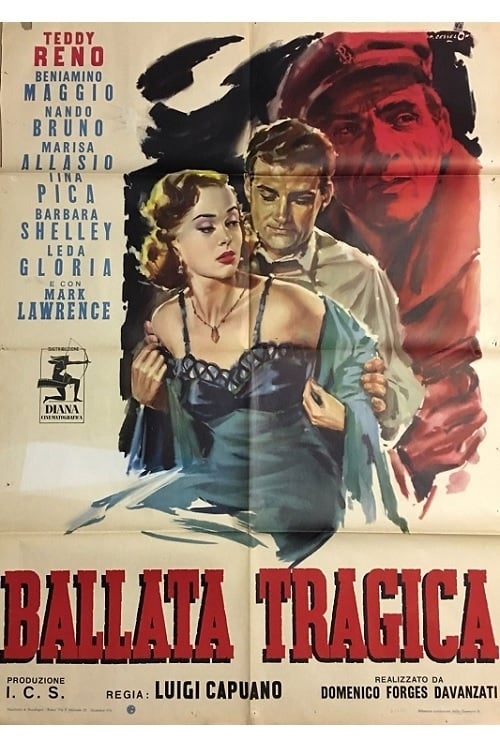 TEDDY
RENO
BENIAMINO
MAGGIO
NANDO
BRUNO
MARISA
ALLASIO
TINA
PICA
BARBARA
SHELLEY
LEDA
GLORIA
E CON
MARK
LAWRENCE
DISTRIBUZIONE
DIANA
CINEMATOGRAFICA
BALLATA TRAGICA
PRODUZIONE
I. C. S.
REGIA: LUIGI CAPUANO
REALIZZATO DA
DOMENICO FORGES DAVANZATI